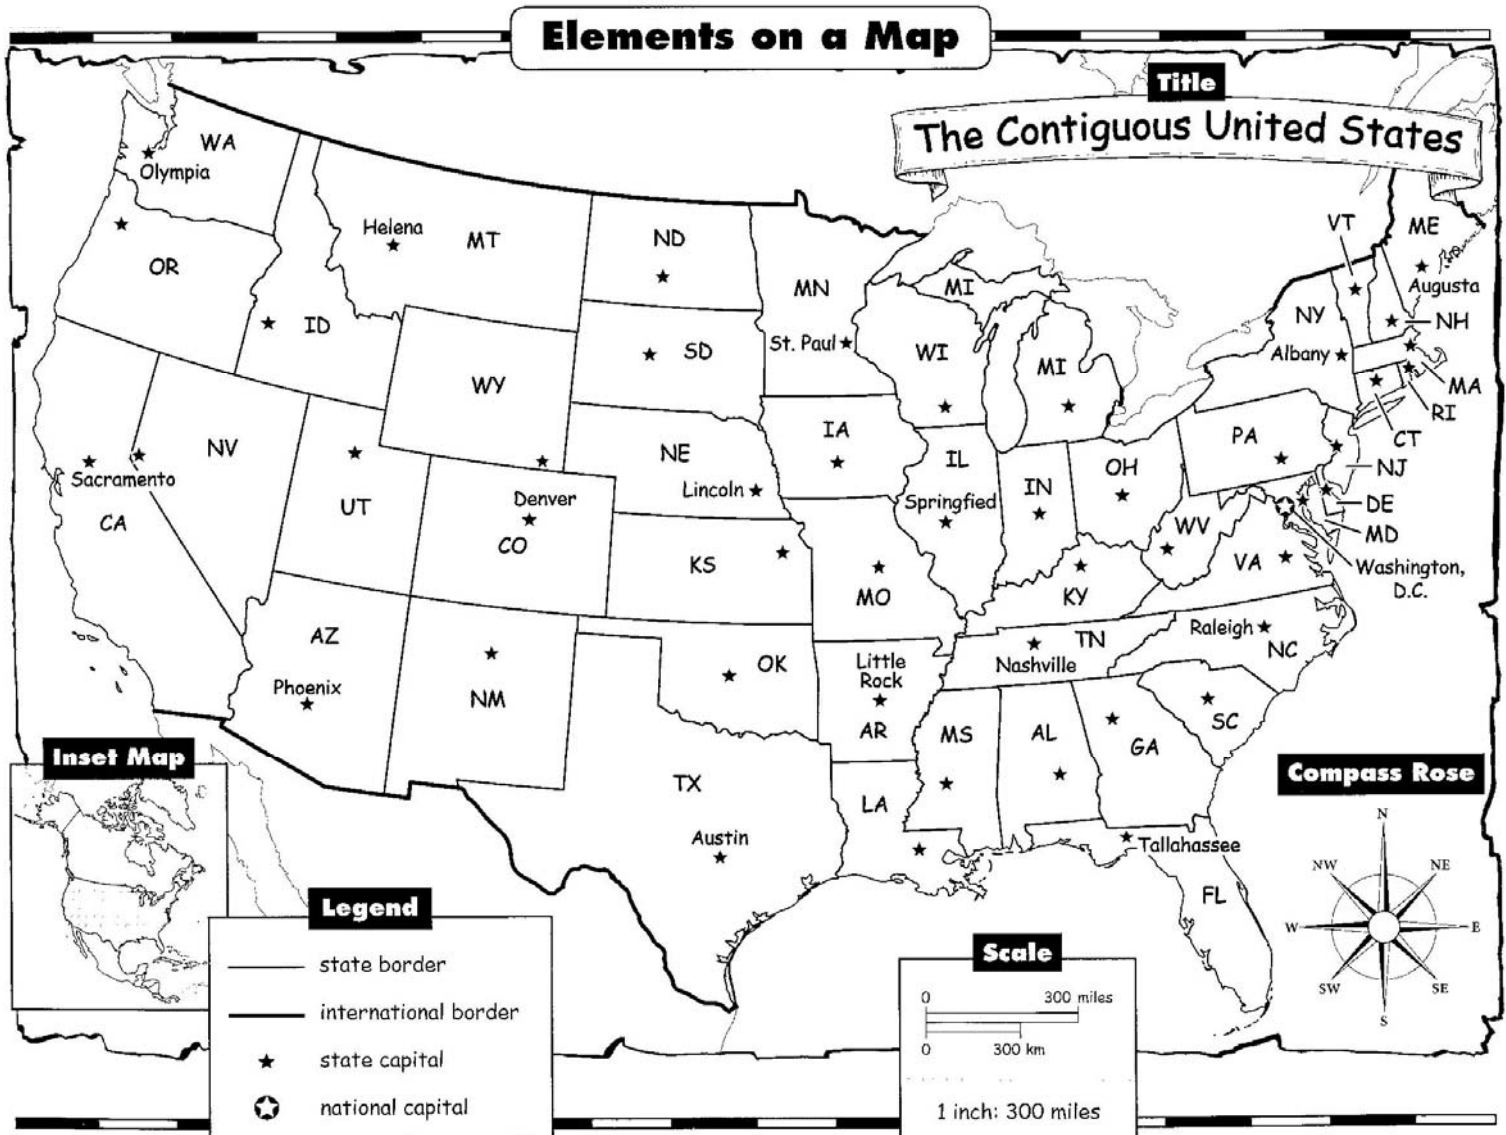 Elements on a Map
Title
The Contiguous United States
WA
Olympia
OR
Helena
MT
ID
ND
SD
WY
MN
St. Paul
WI
MI
MI
VT
ME
Augusta
NY
Albany
NH
MA
RI
CT
NJ
PA
DE
MD
Washington,
D.C.
NV
Sacramento
CA
UT
Denver
CO
NE
Lincoln
IA
IL
Springfied
IN
OH
WV
VA
KS
MO
KY
AZ
Phoenix
NM
OK
Little
Rock
AR
TN
Nashville
Raleigh
NC
SC
TX
Austin
LA
MS
AL
GA
Tallahassee
FL
Inset Map
Legend
state border
international border
state capital
national capital
Scale
0 300 miles
0 300 km
1 inch: 300 miles
Compass Rose
N
NW NE
W E
SW SE
S